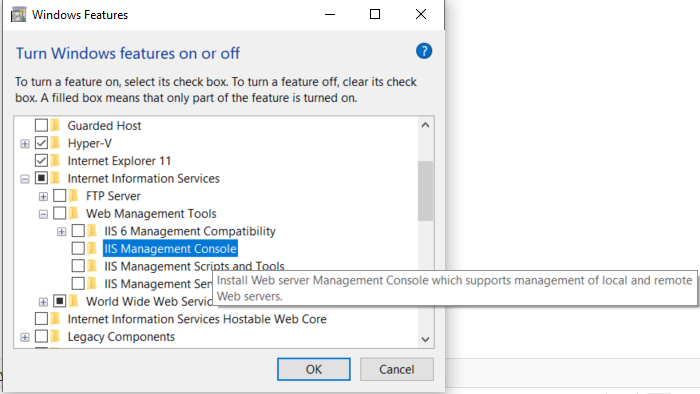 Windows Features
Turn Windows features on or off
To turn a feature on, select its check box. To turn a feature off, clear its check
box. A filled box means that only part of the feature is turned on.
Guarded Host
Hyper-V
Internet Explorer 11
Internet Information Services
FTP Server
Web Management Tools
IIS 6 Management Compatibility
IIS Management Console
IIS Management Scripts and Tools
IIS Management
Install Web server Management Console which supports management of local and remote
Web servers.
World Wide Web
Internet Information Services Hostable Web Core
Legacy Components
OK
Cancel